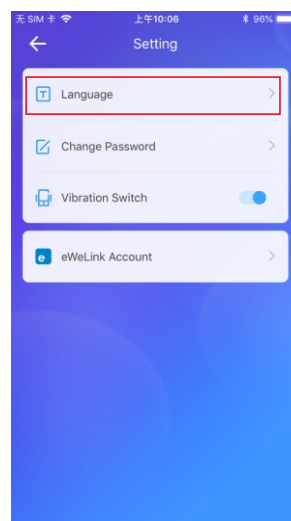 无 SIM 卡 上午10:06 96%
Setting
T Language
Change Password
Vibration Switch
e eWeLink Account